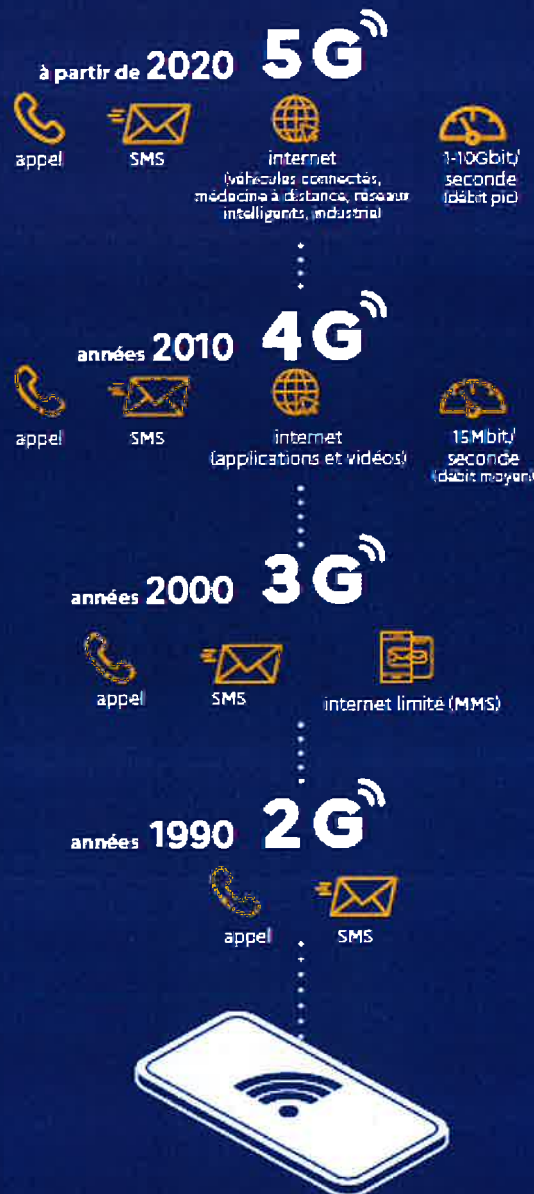 à partir de 2020 5G
appel
SMS
internet
(véhicules connectés,
médecine à distance, réseaux
intelligents, industrie)
1-10Gbit/
seconde
(débit pic)
années 2010 4G
appel
SMS
internet
(applications et vidéos)
15Mbit/
seconde
(débit moyen)
années 2000 3G
appel
SMS
internet limité (MMS)
années 1990 2G
appel
SMS